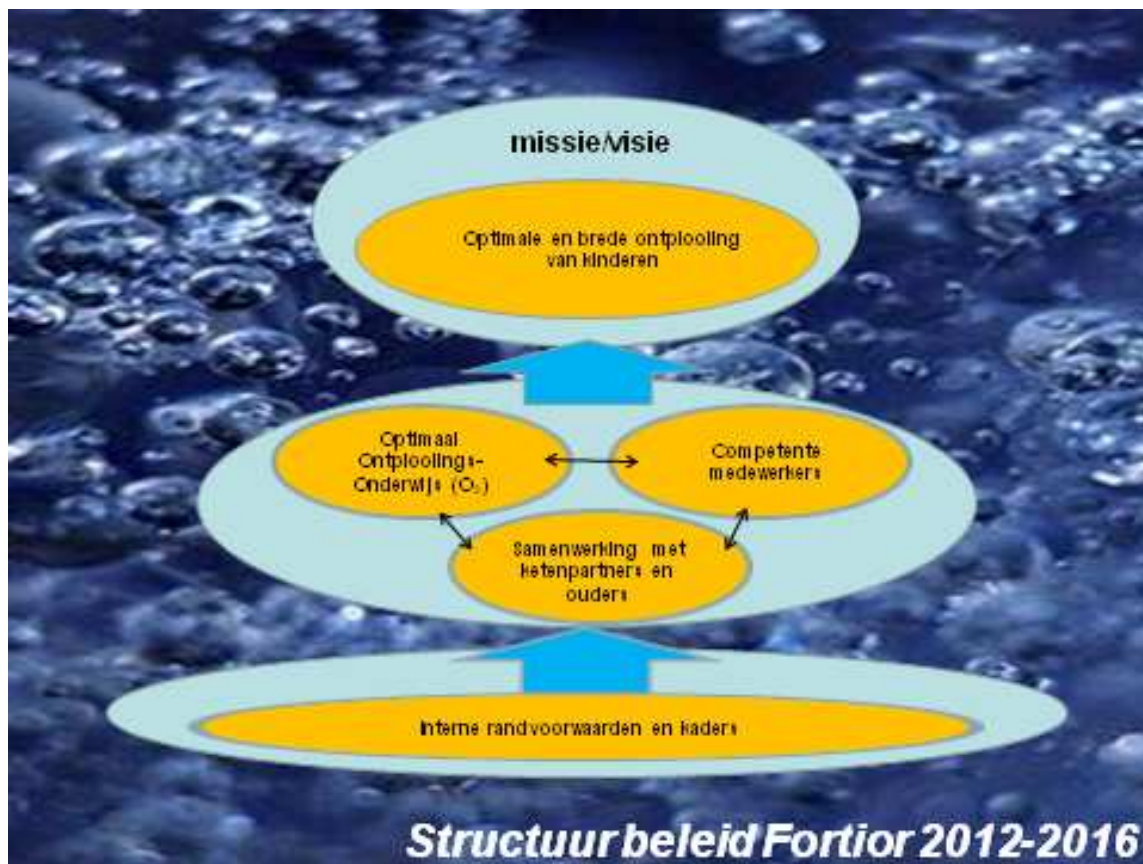 missie/visie
Optimale en brede ontplooiing
van kinderen
Optimaal
Ontplooiings-
Onderwijs (O₂)
Competente
medewerkers
Samenwerking met
ketenpartners en
ouders
Interne randvoorwaarden en kaders
Structuur beleid Fortior 2012-2016